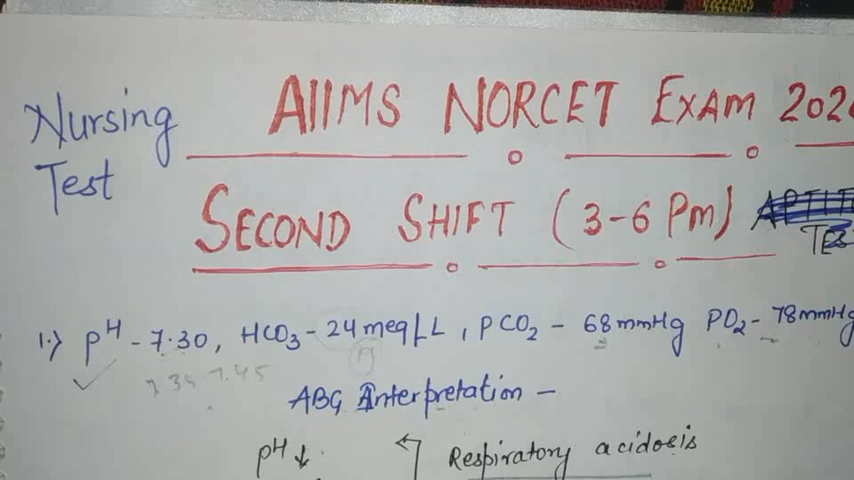 Nursing Test
AIIMS NORCET EXAM 202
SECOND SHIFT (3-6 Pm)
1.) pH - 7.30, HCO3 - 24 meq/L, PCO2 - 68 mmHg PO2 - 78 mmHg
7.35 7.45
ABG Interpretation -
pH ↓ Respiratory acidosis